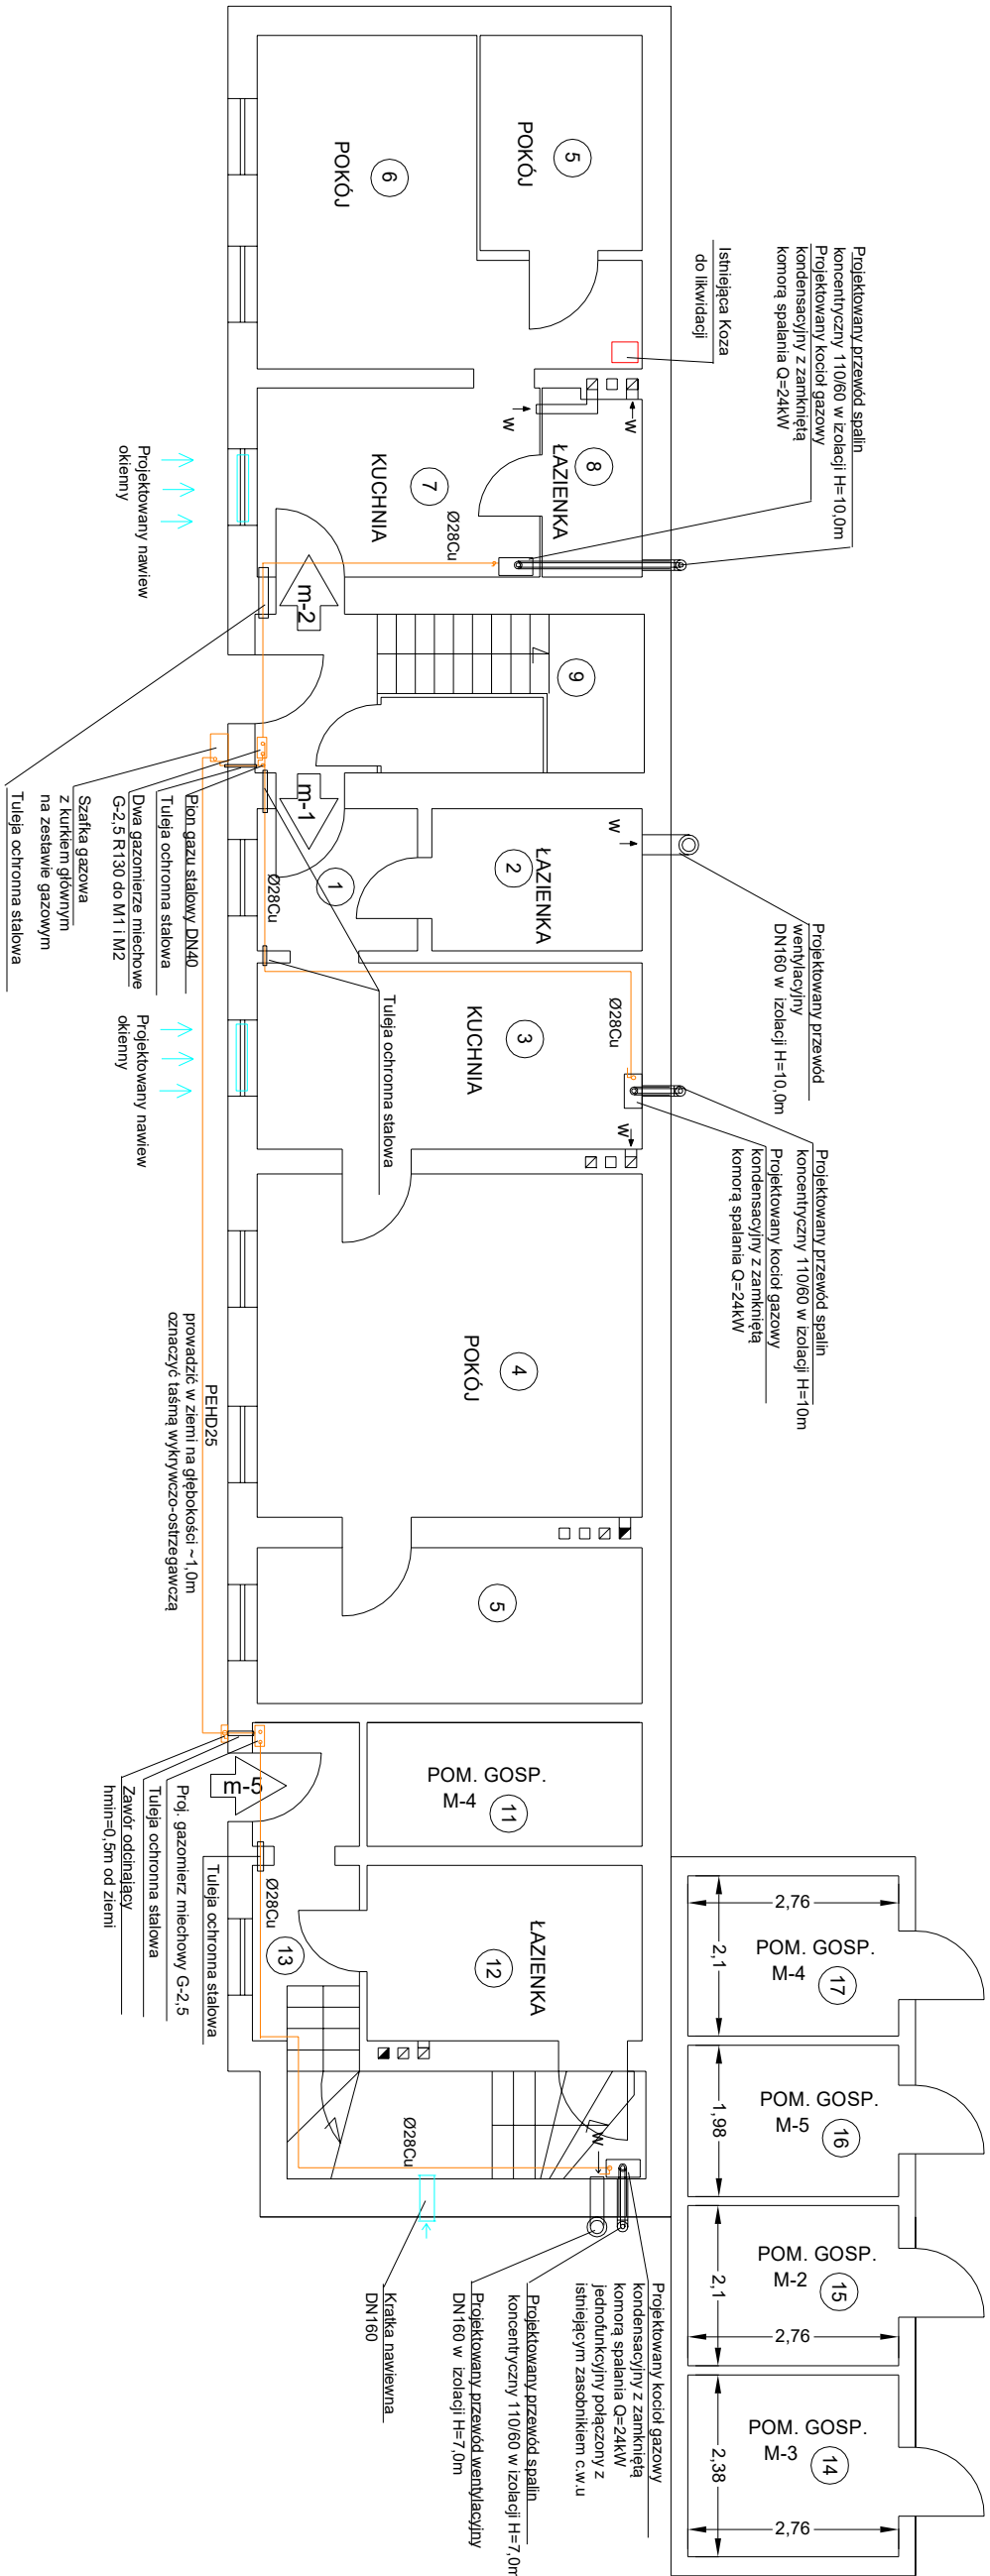 Projektowany przewód spalin
koncentryczny 110/60 w izolacji H=10,0m
Projektowany kocioł gazowy
kondensacyjny z zamkniętą
komorą spalania Q=24kW
Istniejąca Koza
do likwidacji
5
POKÓJ
6
POKÓJ
W
W
8
ŁAZIENKA
7
KUCHNIA
Ø28Cu
Projektowany nawiew
okienny
m-2
9
m-1
Projektowany przewód
wentylacyjny
DN160 w izolacji H=10,0m
W
ŁAZIENKA
2
1
Ø28Cu
Pion gazu stalowy DN40
Tuleja ochronna stalowa
Dwa gazomierze miechowe
G-2,5 R130 do M1 i M2
Szafka gazowa
z kurkiem głównym
na zestawie gazowym
Tuleja ochronna stalowa
Projektowany przewód spalin
koncentryczny 110/60 w izolacji H=10m
Projektowany kocioł gazowy
kondensacyjny z zamkniętą
komorą spalania Q=24kW
Ø28Cu
3
KUCHNIA
W
Tuleja ochronna stalowa
Projektowany nawiew
okienny
4
POKÓJ
PEHD25
prowadzić w ziemi na głębokości ~1,0m
oznaczyć taśmą wykrywczo-ostrzegawczą
5
POM. GOSP.
M-4
11
m-5
Tuleja ochronna stalowa
Proj. gazomierz miechowy G-2,5
Tuleja ochronna stalowa
Zawór odcinający
hmin=0,5m od ziemi
Ø28Cu
13
ŁAZIENKA
12
2,76
2,1
POM. GOSP.
M-4
17
1,98
POM. GOSP.
M-5
16
2,1
POM. GOSP.
M-2
15
2,76
2,38
POM. GOSP.
M-3
14
2,76
W
Ø28Cu
Projektowany kocioł gazowy
kondensacyjny z zamkniętą
komorą spalania Q=24kW
jednofunkcyjny połączony z
istniejącym zasobnikiem c.w.u
Projektowany przewód spalin
koncentryczny 110/60 w izolacji H=7,0m
Projektowany przewód wentylacyjny
DN160 w izolacji H=7,0m
Kratka nawiewna
DN160